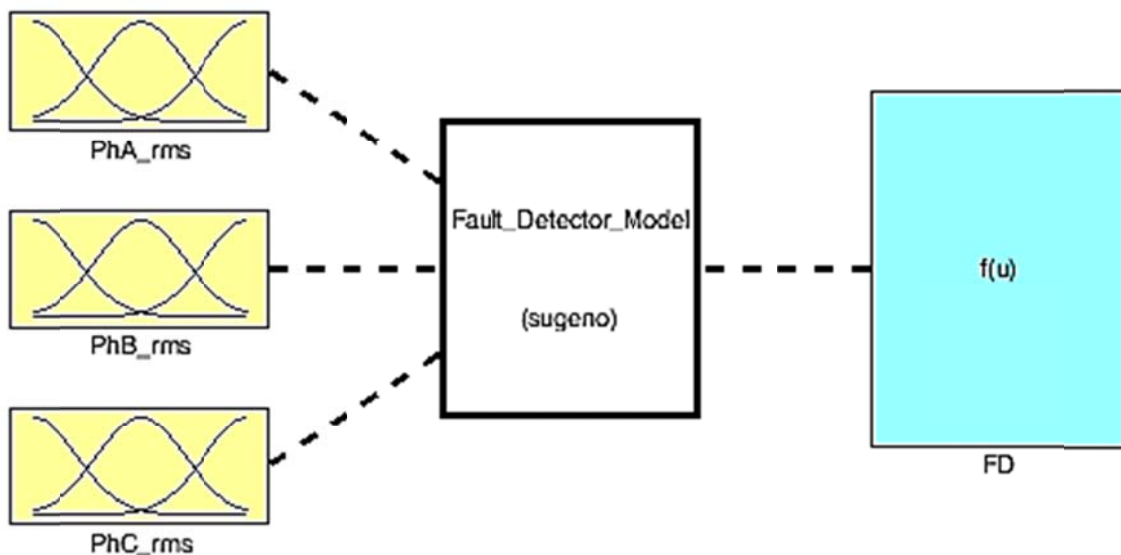 PhA_rms
PhB_rms
PhC_rms
Fault_Detector_Model
(sugeno)
f(u)
FD